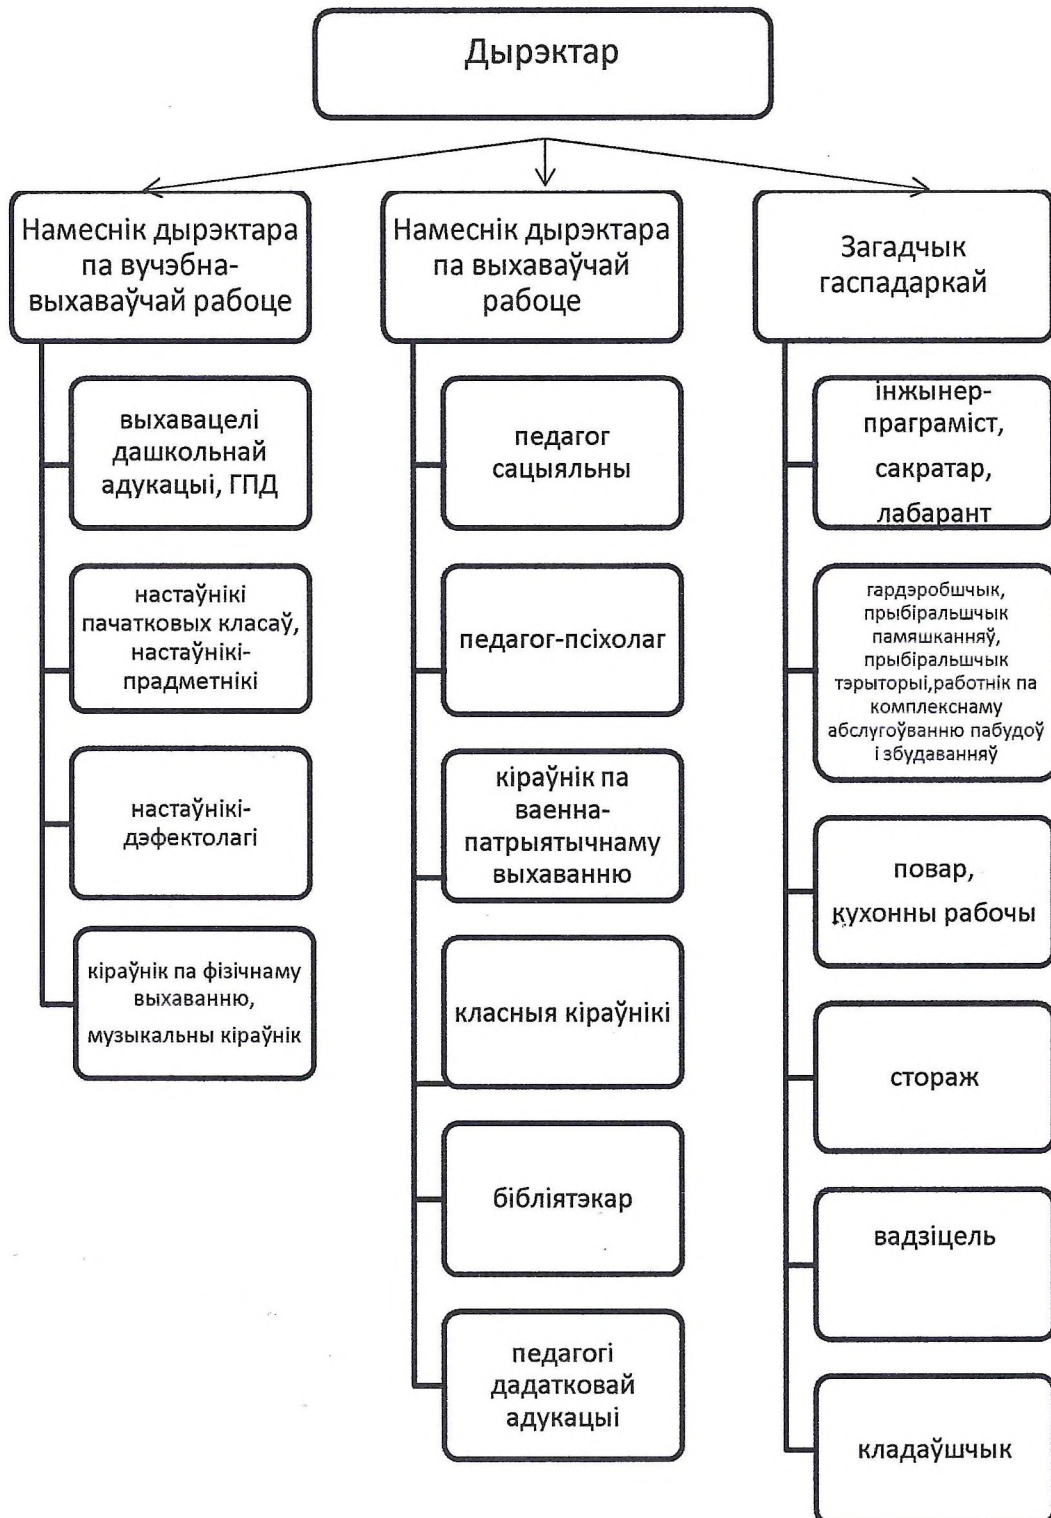 Дырэктар
Намеснік дырэктара
па вучэбна-
выхаваўчай рабоце
выхавацелі
дашкольнай
адукацыі, ГПД
настаўнікі
пачатковых класаў,
настаўнікі-
прадметнікі
настаўнікі-
дэфектолагі
кіраўнік па фізічнаму
выхаванню,
музыкальны кіраўнік
Намеснік дырэктара
па выхаваўчай
рабоце
педагог
сацыяльны
педагог-псіхолаг
кіраўнік па
ваенна-
патрыятычнаму
выхаванню
класныя кіраўнікі
бібліятэкар
педагогі
дадатковай
адукацыі
Загадчык
гаспадаркай
інжынер-
праграміст,
сакратар,
лабарант
гардэробшчык,
прыбіральшчык
памяшканняў,
прыбіральшчык
тэрыторыі,работнік па
комплекснаму
абслугоўванню пабудоў
і збудаванняў
повар,
кухонны рабочы
стораж
вадзіцель
кладаўшчык